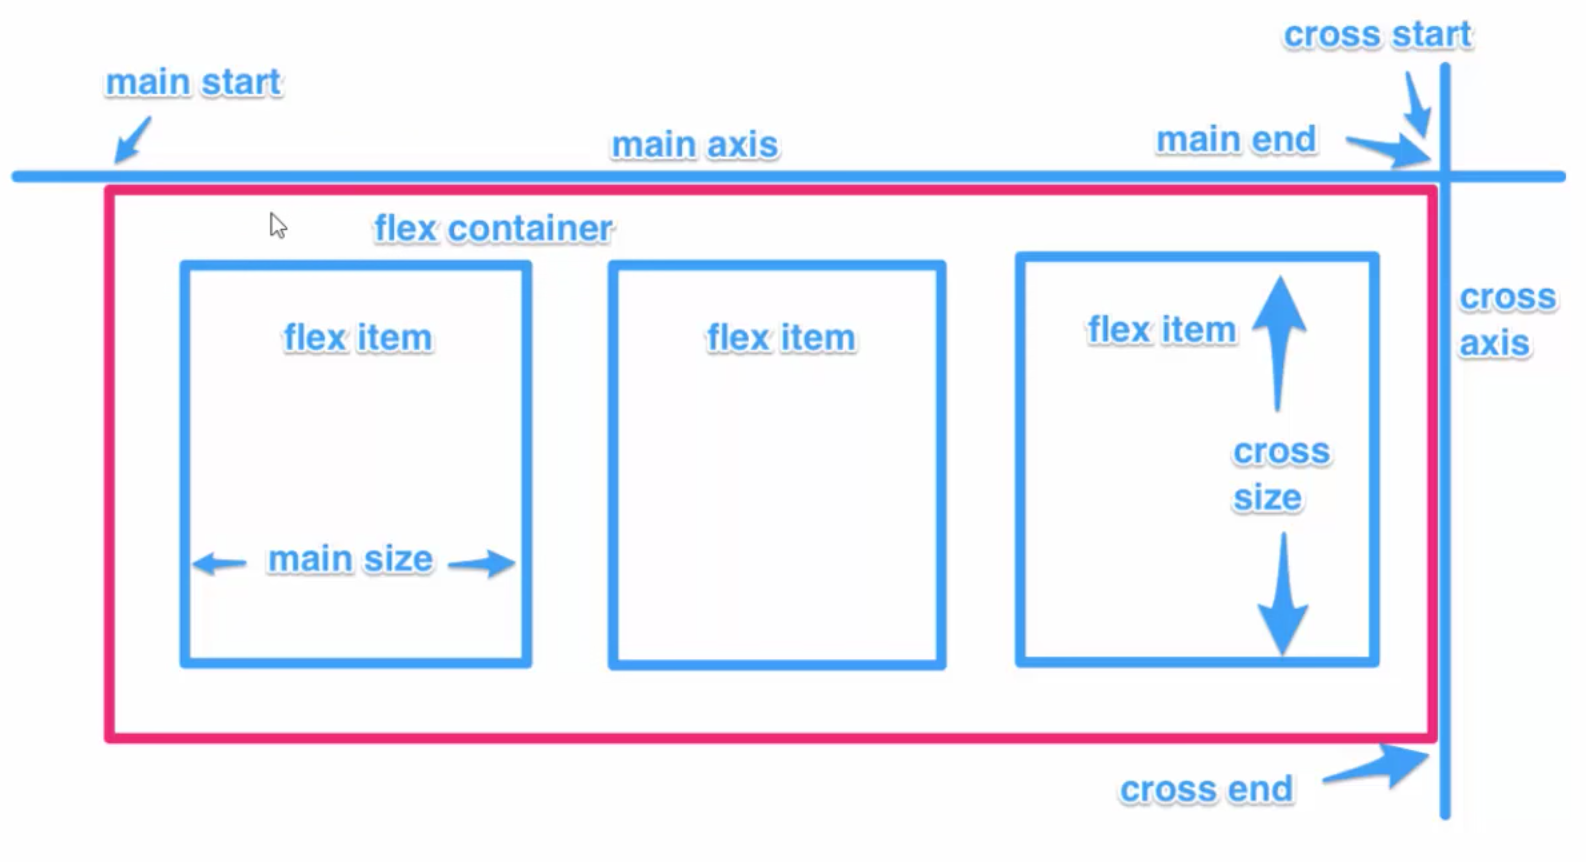 cross start
main start
main axis
main end
flex container
flex item
flex item
flex item
cross
axis
cross
size
main size
cross end